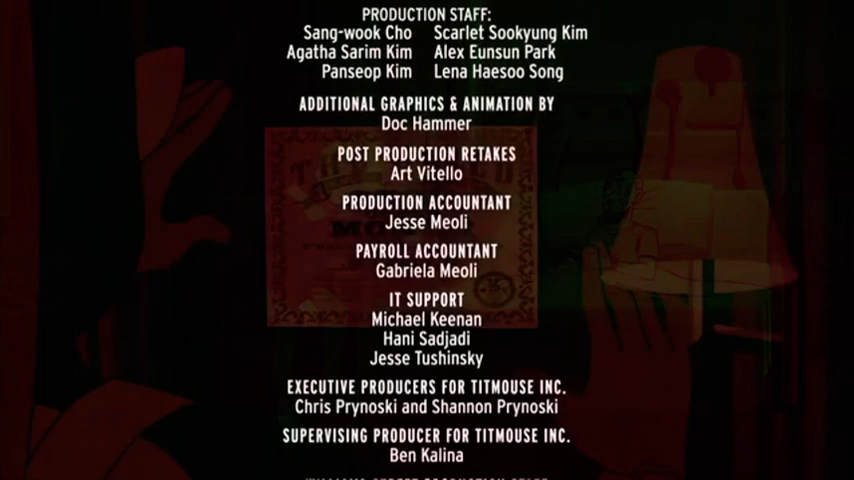 PRODUCTION STAFF:
Sang-wook Cho Scarlet Sookyung Kim
Agatha Sarim Kim Alex Eunsun Park
Panseop Kim Lena Haesoo Song
ADDITIONAL GRAPHICS & ANIMATION BY
Doc Hammer
POST PRODUCTION RETAKES
Art Vitello
PRODUCTION ACCOUNTANT
Jesse Meoli
PAYROLL ACCOUNTANT
Gabriela Meoli
IT SUPPORT
Michael Keenan
Hani Sadjadi
Jesse Tushinsky
EXECUTIVE PRODUCERS FOR TITMOUSE INC.
Chris Prynoski and Shannon Prynoski
SUPERVISING PRODUCER FOR TITMOUSE INC.
Ben Kalina